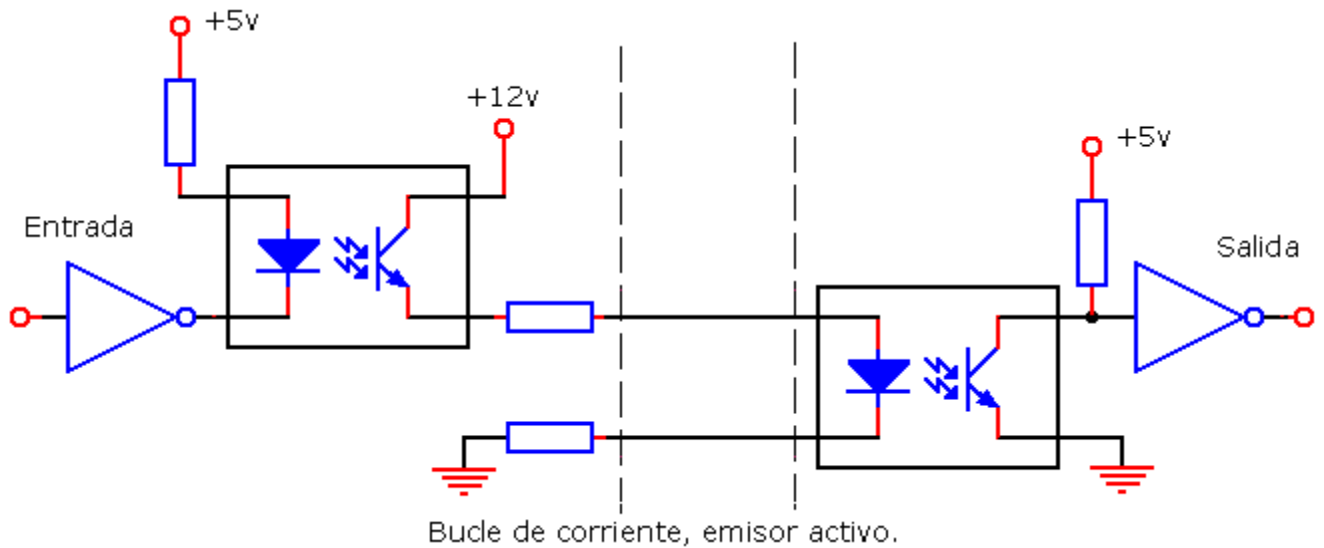 +5v
+12v
+5v
Entrada
Salida
Bucle de corriente, emisor activo.